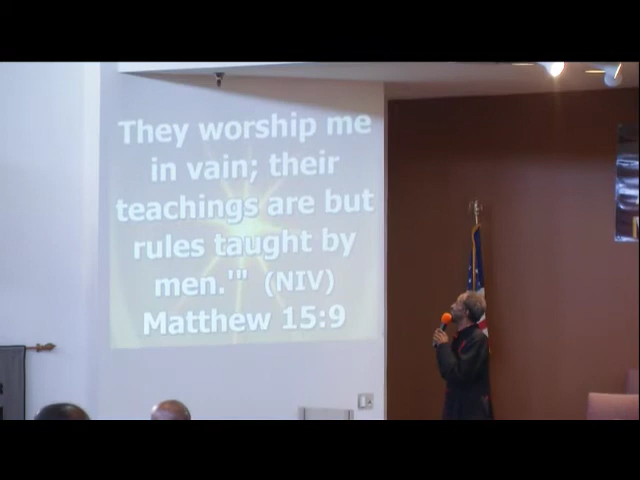 They worship me
in vain; their
teachings are but
rules taught by
men.'" (NIV)
Matthew 15:9